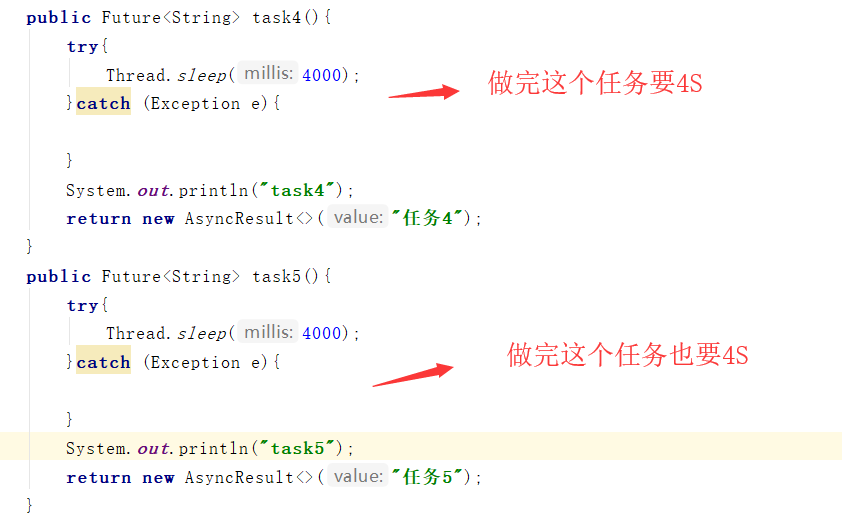 public Future<String> task4(){
try{
Thread.sleep( millis: 4000);
做完这个任务要4S
}catch (Exception e){
}
System.out.println("task4");
return new AsyncResult<>( value: "任务4");
}
public Future<String> task5(){
try{
Thread.sleep( millis: 4000);
}catch (Exception e){
做完这个任务也要4S
}
System.out.println("task5");
return new AsyncResult<>( value: "任务5");
}